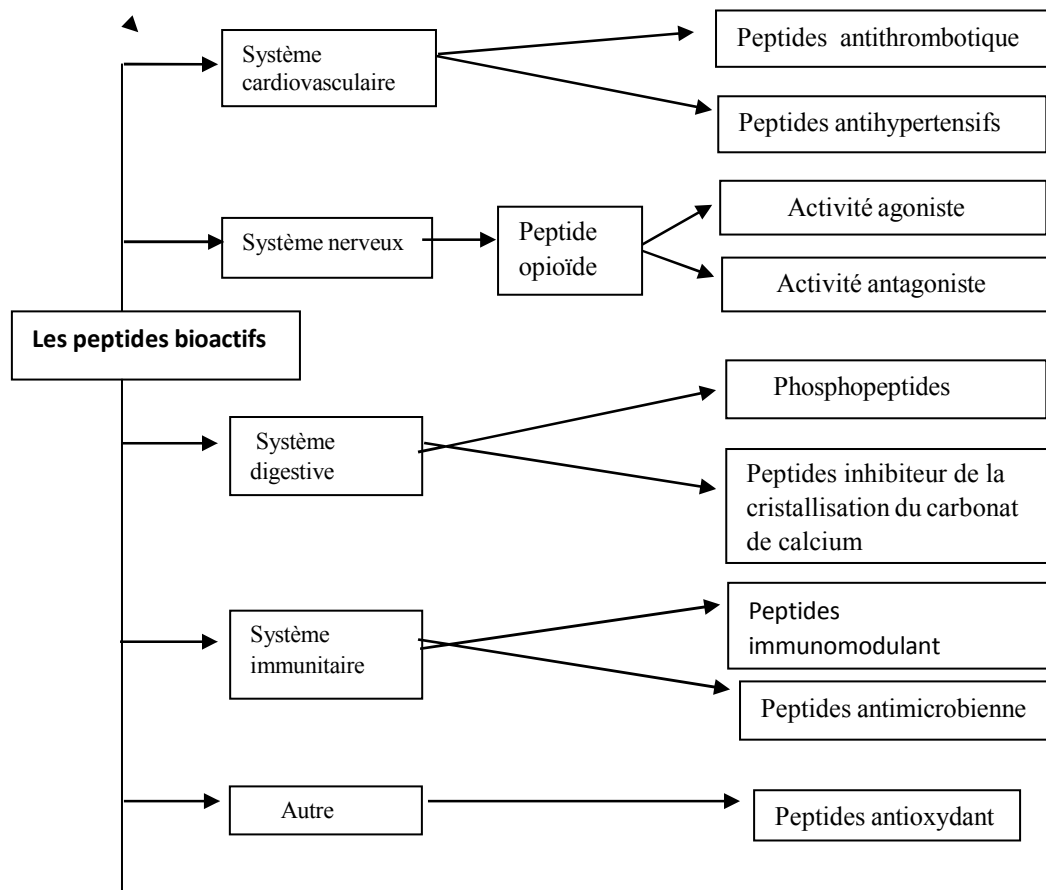 Système
cardiovasculaire
Peptides antithrombotique
Peptides antihypertensifs
Système nerveux
Peptide
opioïde
Activité agoniste
Activité antagoniste
Les peptides bioactifs
Système
digestive
Phosphopeptides
Peptides inhibiteur de la
cristallisation du carbonat
de calcium
Système
immunitaire
Peptides
immunomodulant
Peptides antimicrobienne
Autre
Peptides antioxydant